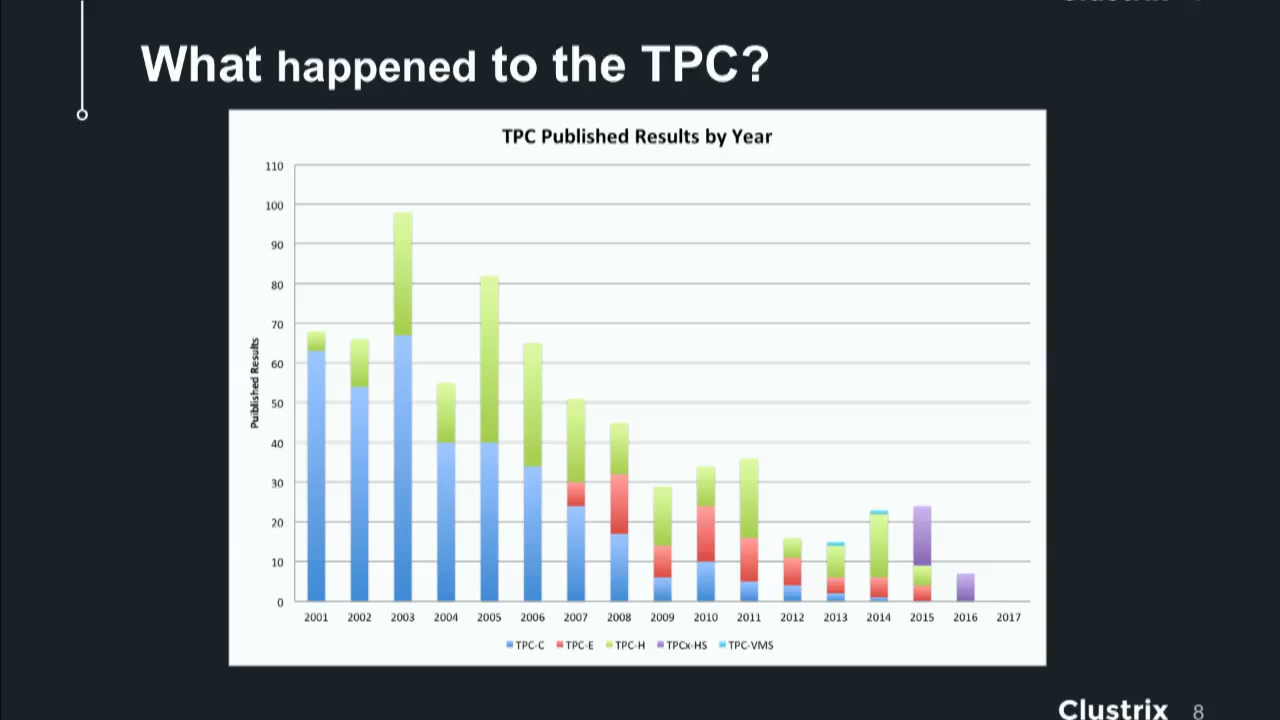 What happened to the TPC?
TPC Published Results by Year
110
100
90
80
70
60
50
40
30
20
10
0
Puiblished Results
2001 2002 2003 2004 2005 2006 2007 2008 2009 2010 2011 2012 2013 2014 2015 2016 2017
TPC-C TPC-E TPC-H TPCx-HS TPC-VMS
Clustrix 8